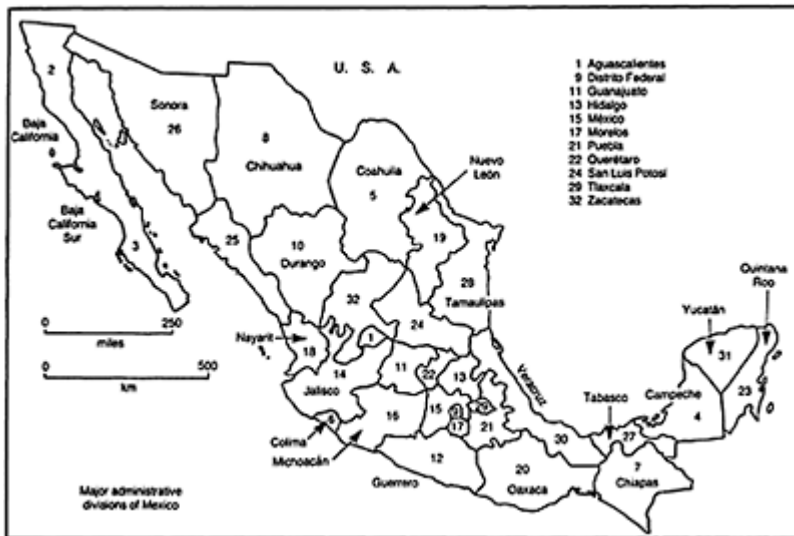 U. S. A.
1 Aguascalientes
9 Distrito Federal
11 Guanajuato
13 Hidalgo
15 México
17 Morelos
21 Puebla
22 Querétaro
24 San Luis Potosí
29 Tlaxcala
32 Zacatecas
2
Sonora
26
8
Chihuahua
Baja
California
Coahuila
5
Nuevo
León
6
Baja
California
Sur
3
25
10
Durango
19
28
Tamaulipas
32
24
Quintana
Roo
Yucatán
31
0 250
miles
0 500
km
Nayarit
18
1
14
Jalisco
11
22
13
Veracruz
Tabasco
Campeche
4
23
6
Colima
Michoacán
16
15
9
17
29
21
30
27
7
Chiapas
12
Guerrero
20
Oaxaca
Major administrative
divisions of Mexico